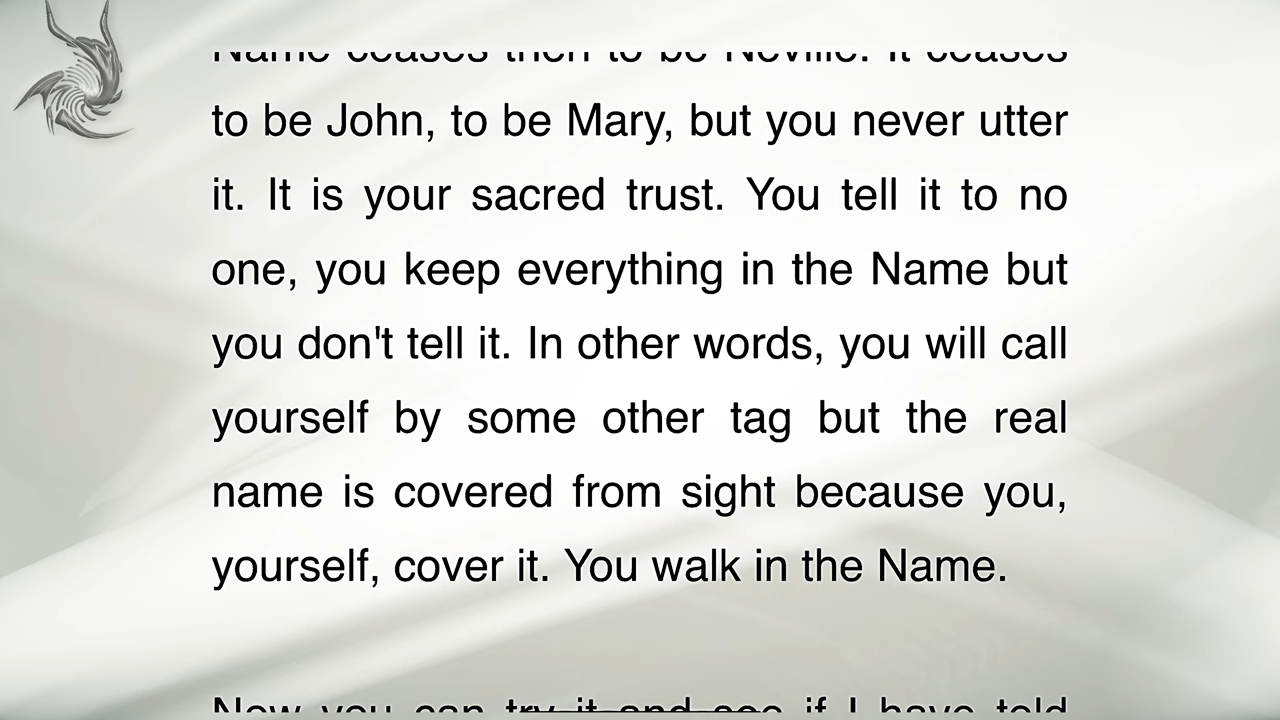 Name ceases then to be Neville. It ceases
to be John, to be Mary, but you never utter
it. It is your sacred trust. You tell it to no
one, you keep everything in the Name but
you don't tell it. In other words, you will call
yourself by some other tag but the real
name is covered from sight because you,
yourself, cover it. You walk in the Name.
Now you can try it and see if I have told